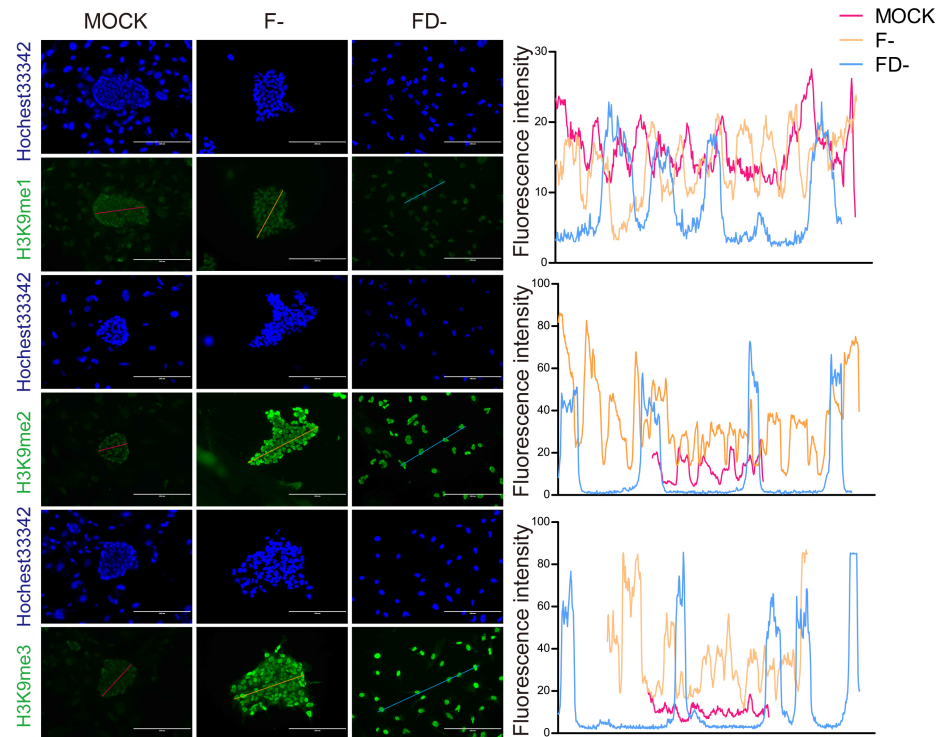 MOCK F- FD-
MOCK
F-
FD-
Hochest33342
H3K9me1
Hochest33342
H3K9me2
Hochest33342
H3K9me3
Fluorescence intensity
30
20
10
0
Fluorescence intensity
100
80
60
40
20
0
Fluorescence intensity
100
80
60
40
20
0